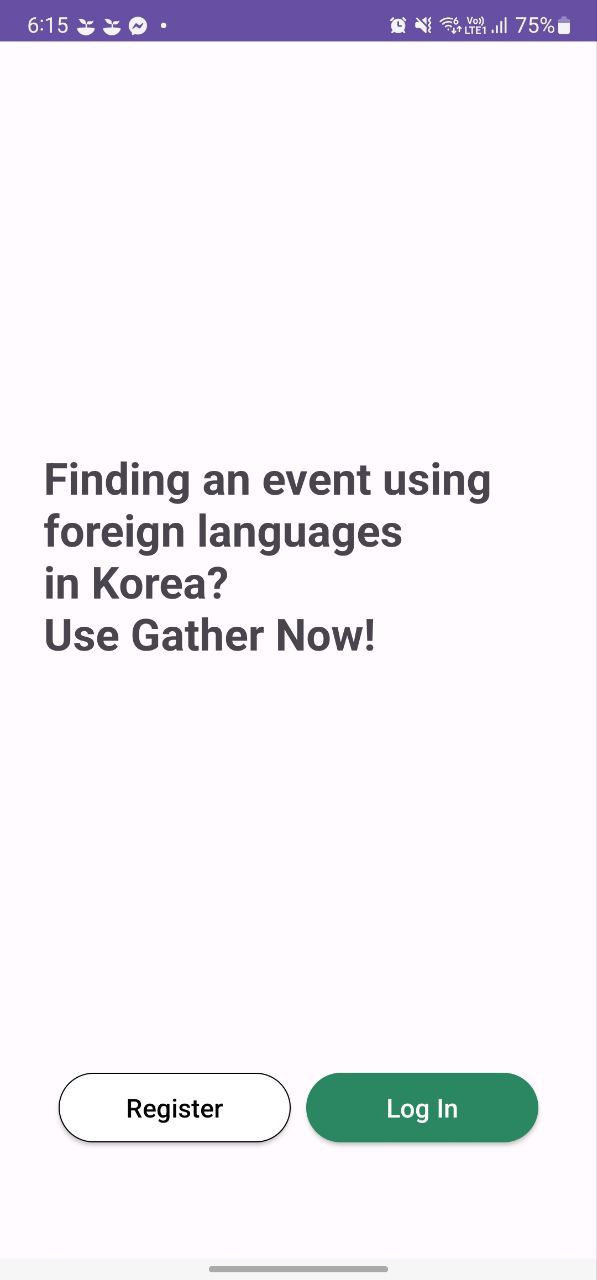 6:15
Vo))
LTE1
75%
Finding an event using
foreign languages
in Korea?
Use Gather Now!
Register
Log In